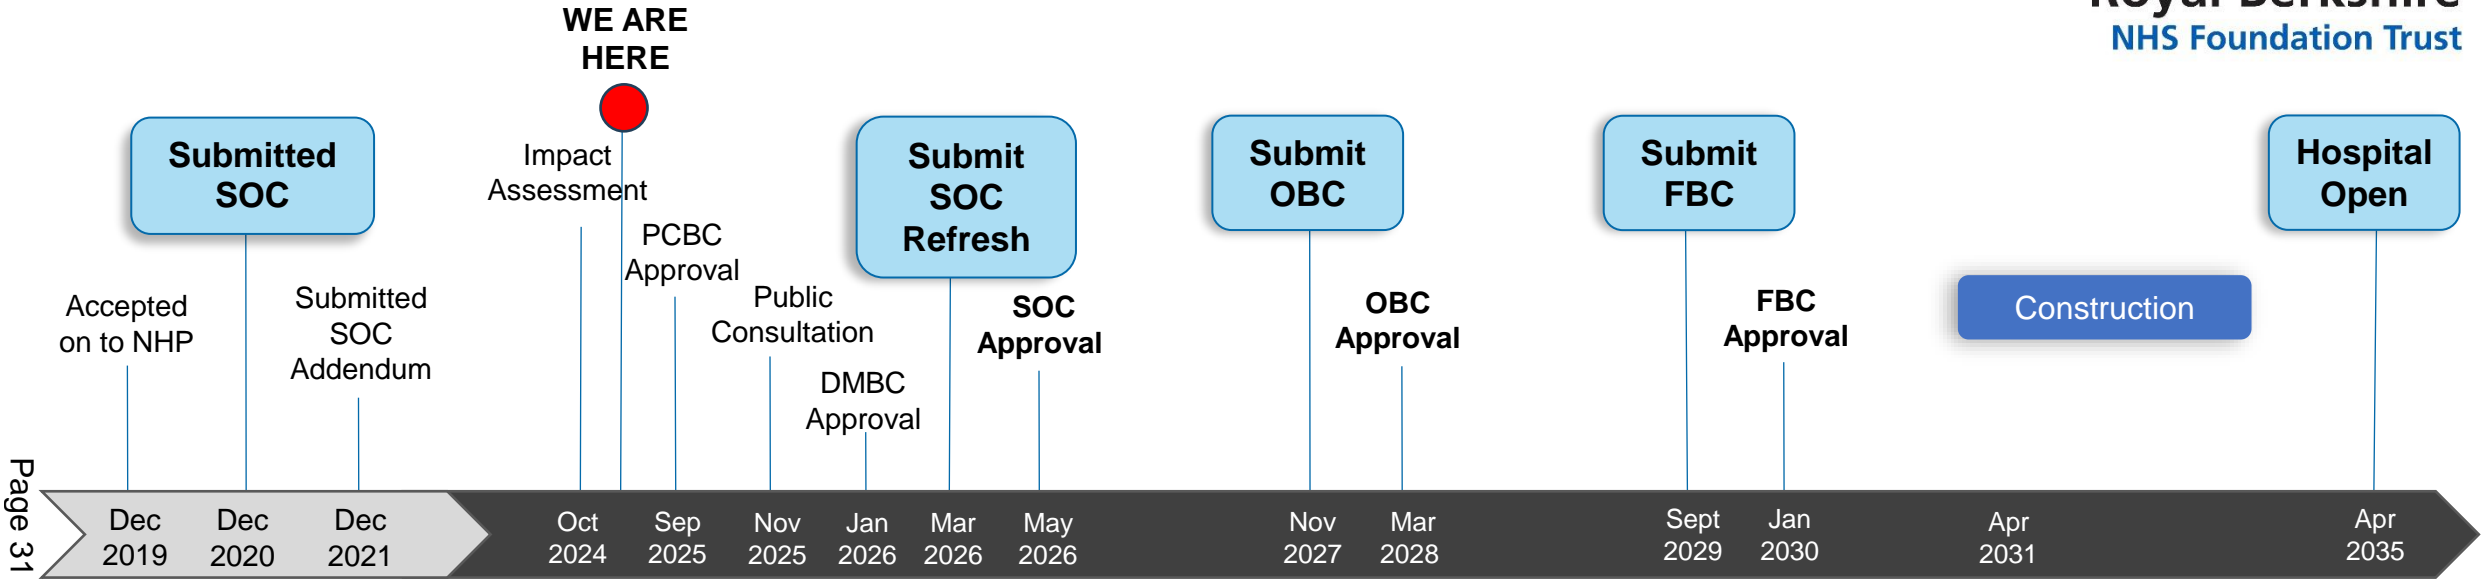 WE ARE
HERE
Royal Berkshire
NHS Foundation Trust
Submitted
SOC
Impact
Assessment
Submit
SOC
Refresh
Submit
OBC
Submit
FBC
Hospital
Open
PCBC
Approval
Accepted
on to NHP
Submitted
SOC
Addendum
Public
Consultation
SOC
Approval
OBC
Approval
FBC
Approval
Construction
DMBC
Approval
Page 31
Dec
2019
Dec
2020
Dec
2021
Oct
2024
Sep
2025
Nov
2025
Jan
2026
Mar
2026
May
2026
Nov
2027
Mar
2028
Sept
2029
Jan
2030
Apr
2031
Apr
2035